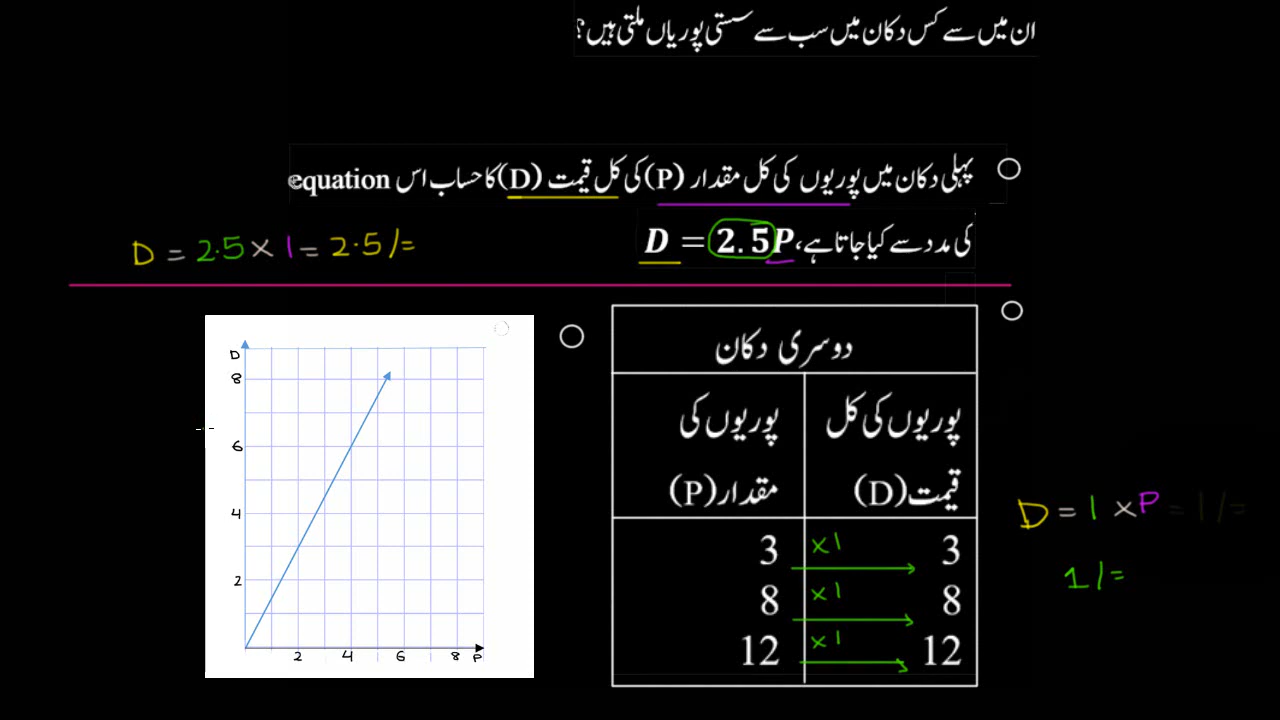 ان میں سے کس دکان میں سب سے سستی پوریاں ملتی ہیں؟
پہلی دکان میں پوریوں کی کل مقدار (P) کی کل قیمت (D) کا حساب اس equation
کی مدد سے کیا جاتا ہے، D = 2.5P
D = 2.5 × 1 = 2.5/=
دوسری دکان
پوریوں کی کل قیمت (D)
پوریوں کی مقدار (P)
3 ×1 3
8 ×1 8
12 ×1 12
D = 1 × P = 1/=
1/=
D
8
6
4
2
2 4 6 8 P